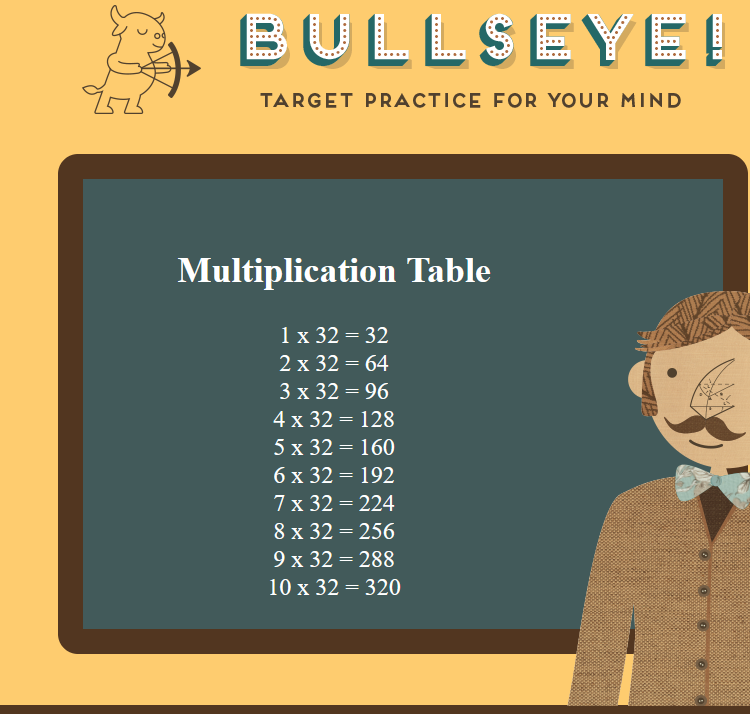 BULLSEYE!
TARGET PRACTICE FOR YOUR MIND
Multiplication Table
1 x 32 = 32
2 x 32 = 64
3 x 32 = 96
4 x 32 = 128
5 x 32 = 160
6 x 32 = 192
7 x 32 = 224
8 x 32 = 256
9 x 32 = 288
10 x 32 = 320